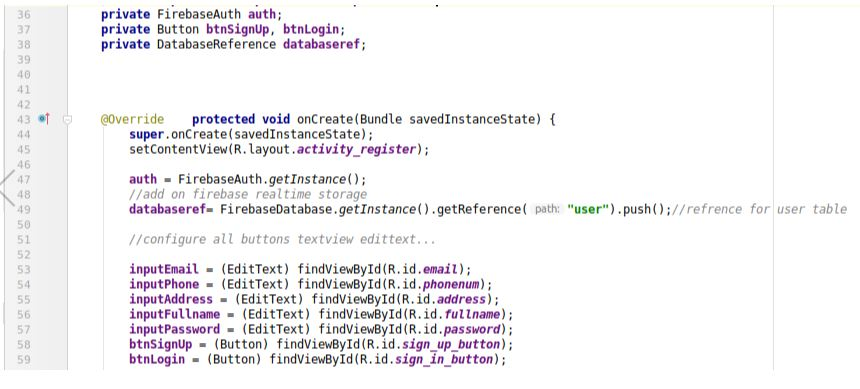 36 private FirebaseAuth auth;
37 private Button btnSignUp, btnLogin;
38 private DatabaseReference databaseref;
39
40
41
42
43 @Override    protected void onCreate(Bundle savedInstanceState) {
44 super.onCreate(savedInstanceState);
45 setContentView(R.layout.activity_register);
46
47 auth = FirebaseAuth.getInstance();
48 //add on firebase realtime storage
49 databaseref= FirebaseDatabase.getInstance().getReference( path: "user").push();//refrence for user table
50
51 //configure all buttons textview edittext...
52
53 inputEmail = (EditText) findViewById(R.id.email);
54 inputPhone = (EditText) findViewById(R.id.phonenum);
55 inputAddress = (EditText) findViewById(R.id.address);
56 inputFullname = (EditText) findViewById(R.id.fullname);
57 inputPassword = (EditText) findViewById(R.id.password);
58 btnSignUp = (Button) findViewById(R.id.sign_up_button);
59 btnLogin = (Button) findViewById(R.id.sign_in_button);